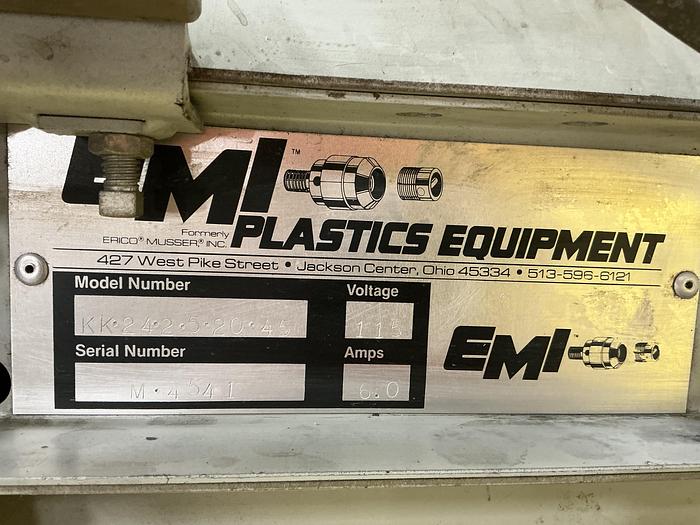 EMI™
Formerly
ERICO® MUSSER,® INC.
PLASTICS EQUIPMENT
427 West Pike Street • Jackson Center, Ohio 45334 • 513-596-6121
Model Number
Voltage
KK•24•2•5•20•45
115
Serial Number
Amps
M•4541
6.0
EMI™